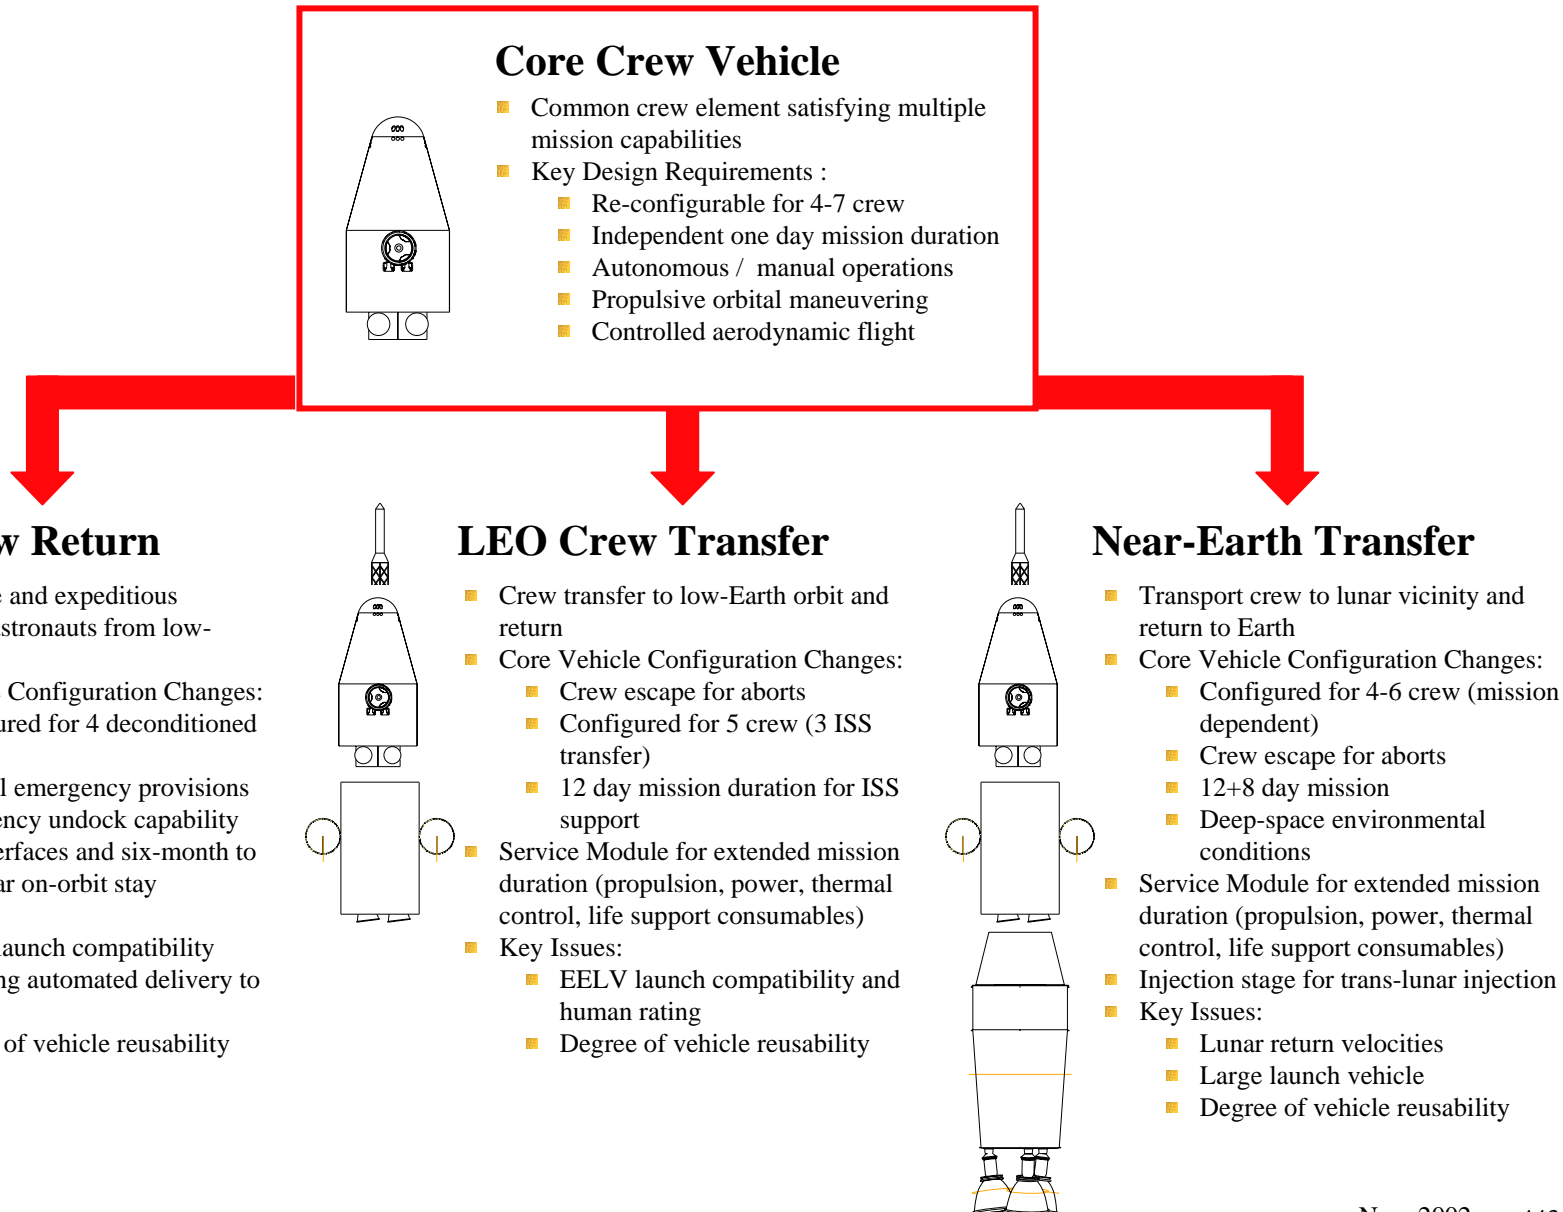 Core Crew Vehicle
Common crew element satisfying multiple
mission capabilities
Key Design Requirements :
Re-configurable for 4-7 crew
Independent one day mission duration
Autonomous / manual operations
Propulsive orbital maneuvering
Controlled aerodynamic flight
Return
and expeditious
astronauts from low-
Configuration Changes:
for 4 deconditioned
emergency provisions
undock capability
and six-month to
on-orbit stay
launch compatibility
automated delivery to
of vehicle reusability
LEO Crew Transfer
Crew transfer to low-Earth orbit and
return
Core Vehicle Configuration Changes:
Crew escape for aborts
Configured for 5 crew (3 ISS
transfer)
12 day mission duration for ISS
support
Service Module for extended mission
duration (propulsion, power, thermal
control, life support consumables)
Key Issues:
EELV launch compatibility and
human rating
Degree of vehicle reusability
Near-Earth Transfer
Transport crew to lunar vicinity and
return to Earth
Core Vehicle Configuration Changes:
Configured for 4-6 crew (mission
dependent)
Crew escape for aborts
12+8 day mission
Deep-space environmental
conditions
Service Module for extended mission
duration (propulsion, power, thermal
control, life support consumables)
Injection stage for trans-lunar injection
Key Issues:
Lunar return velocities
Large launch vehicle
Degree of vehicle reusability